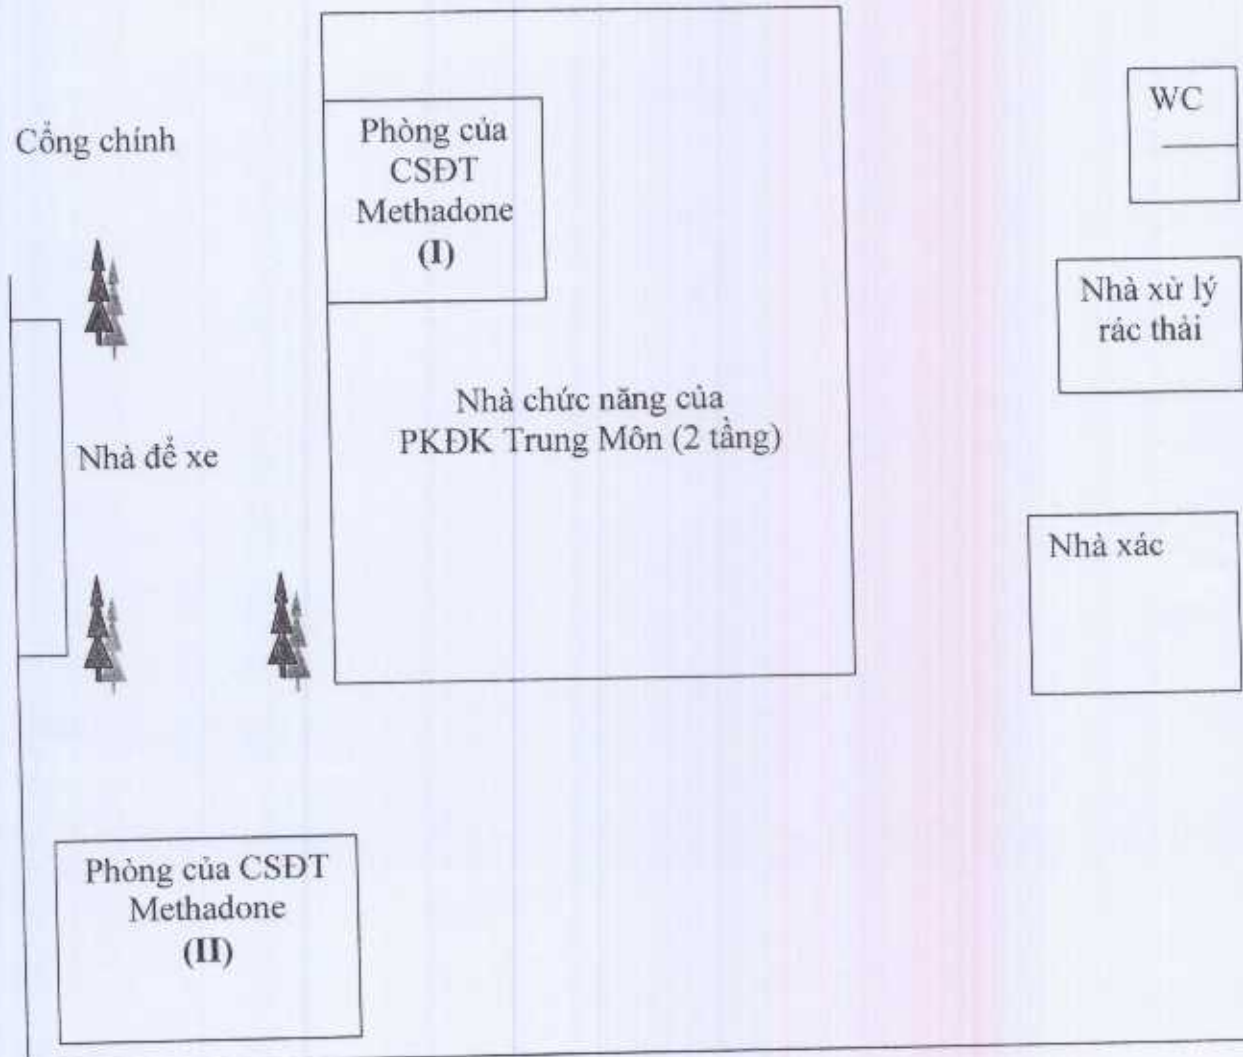 Cổng chính
Phòng của
CSĐT
Methadone
(I)
WC
Nhà xử lý
rác thải
Nhà chức năng của
PKĐK Trung Môn (2 tầng)
Nhà để xe
Nhà xác
Phòng của CSĐT
Methadone
(II)